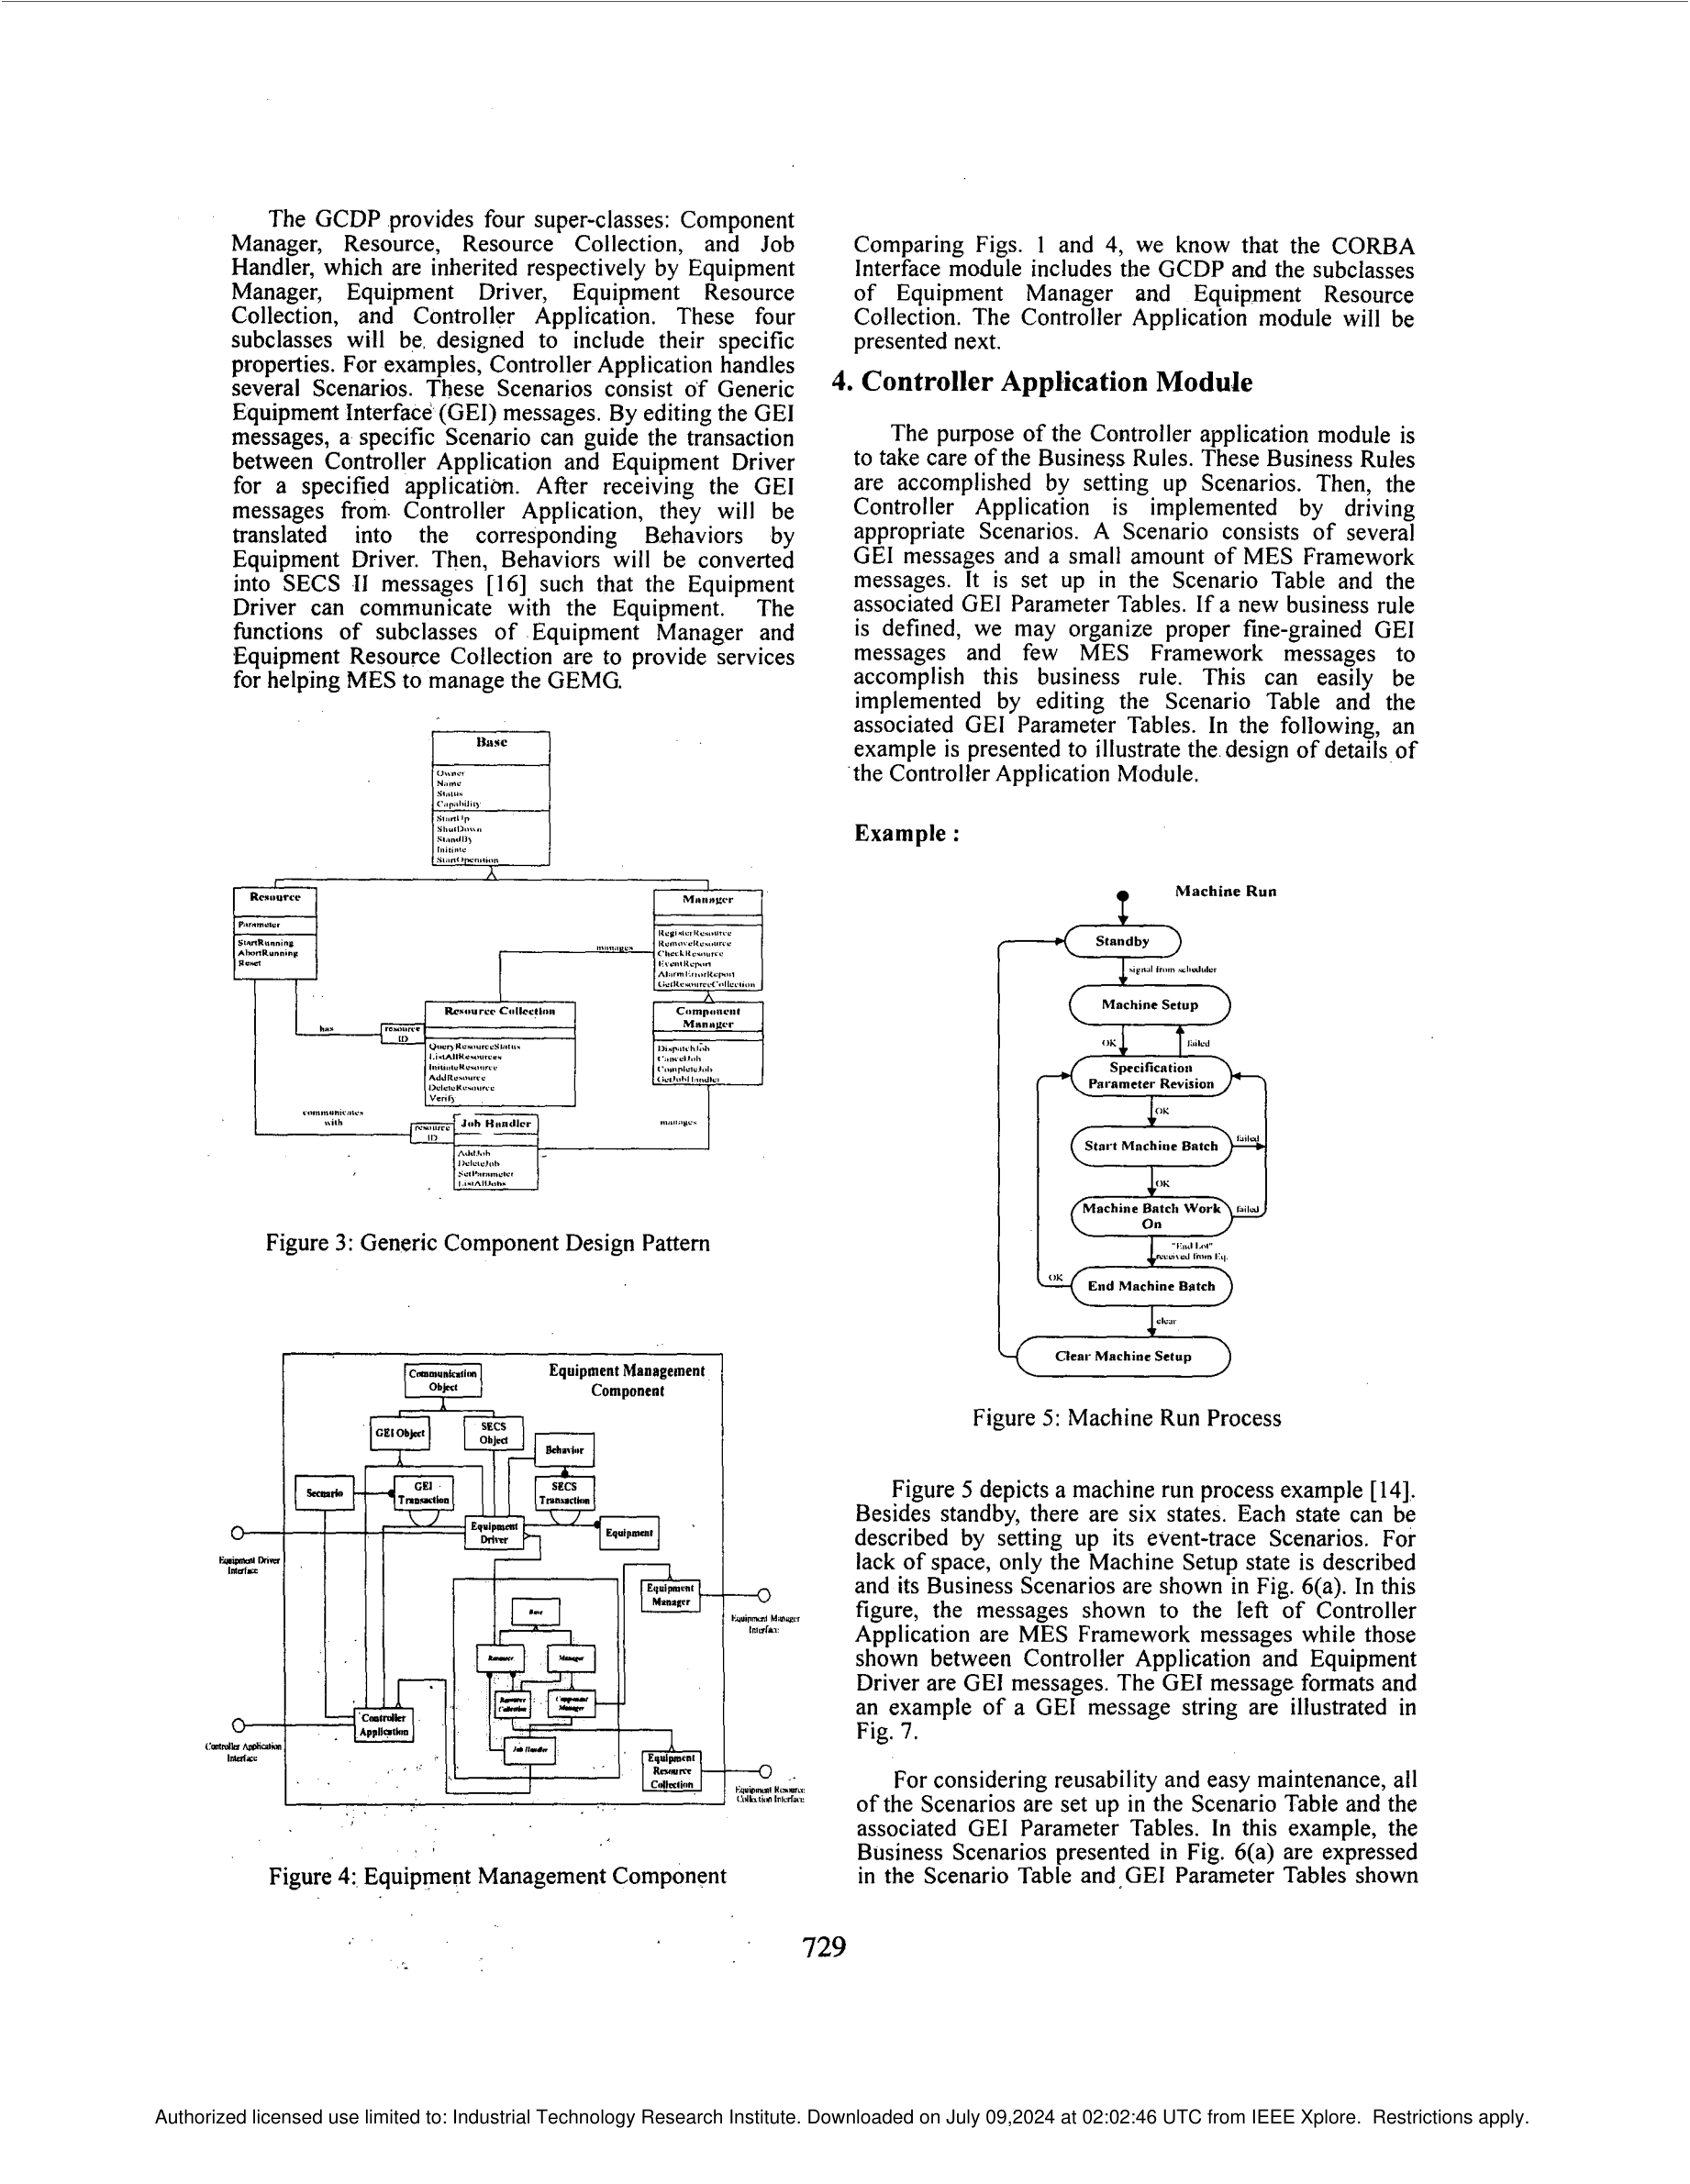 The GCDP provides four super-classes: Component
Manager, Resource, Resource Collection, and Job
Handler, which are inherited respectively by Equipment
Manager, Equipment Driver, Equipment Resource
Collection, and Controller Application. These four
subclasses will be designed to include their specific
properties. For examples, Controller Application handles
several Scenarios. These Scenarios consist of Generic
Equipment Interface (GEI) messages. By editing the GEI
messages, a specific Scenario can guide the transaction
between Controller Application and Equipment Driver
for a specified application. After receiving the GEI
messages from Controller Application, they will be
translated into the corresponding Behaviors by
Equipment Driver. Then, Behaviors will be converted
into SECS II messages [16] such that the Equipment
Driver can communicate with the Equipment. The
functions of subclasses of Equipment Manager and
Equipment Resource Collection are to provide services
for helping MES to manage the GEMG.
Base
Owner
Name
Status
Capability
StartUp
ShutDown
StandBy
Initiate
StartOperation
Resource
Parameter
StartRunning
AbortRunning
Reset
Manager
RegisterResource
RemoveResource
CheckResource
EventReport
AlarmErrorReport
GetResourceCollection
manages
has
resource
ID
Resource Collection
QueryResourceStatus
ListAllResources
InitiateResource
AddResource
DeleteResource
Verify
Component
Manager
DispatchJob
CancelJob
CompleteJob
GetJobHandler
communicates
with
resource
ID
Job Handler
AddJob
DeleteJob
SetParameter
ListAllJobs
manages
Figure 3: Generic Component Design Pattern
Equipment Management
Component
Communication
Object
GEI Object
SECS
Object
Behavior
Scenario
GEI
Transaction
SECS
Transaction
Equipment
Driver
Equipment
Equipment Driver
Interface
Equipment
Manager
Equipment Manager
Interface
Base
Resource
Manager
Resource
Collection
Component
Manager
Job Handler
Controller
Application
Controller Application
Interface
Equipment
Resource
Collection
Equipment Resource
Collection Interface
Figure 4: Equipment Management Component
Comparing Figs. 1 and 4, we know that the CORBA
Interface module includes the GCDP and the subclasses
of Equipment Manager and Equipment Resource
Collection. The Controller Application module will be
presented next.
4. Controller Application Module
The purpose of the Controller application module is
to take care of the Business Rules. These Business Rules
are accomplished by setting up Scenarios. Then, the
Controller Application is implemented by driving
appropriate Scenarios. A Scenario consists of several
GEI messages and a small amount of MES Framework
messages. It is set up in the Scenario Table and the
associated GEI Parameter Tables. If a new business rule
is defined, we may organize proper fine-grained GEI
messages and few MES Framework messages to
accomplish this business rule. This can easily be
implemented by editing the Scenario Table and the
associated GEI Parameter Tables. In the following, an
example is presented to illustrate the design of details of
the Controller Application Module.
Example :
Machine Run
Standby
signal from scheduler
Machine Setup
OK
failed
Specification
Parameter Revision
OK
Start Machine Batch
failed
OK
Machine Batch Work
On
failed
"End Lot"
received from Eq.
OK
End Machine Batch
clear
Clear Machine Setup
Figure 5: Machine Run Process
Figure 5 depicts a machine run process example [14].
Besides standby, there are six states. Each state can be
described by setting up its event-trace Scenarios. For
lack of space, only the Machine Setup state is described
and its Business Scenarios are shown in Fig. 6(a). In this
figure, the messages shown to the left of Controller
Application are MES Framework messages while those
shown between Controller Application and Equipment
Driver are GEI messages. The GEI message formats and
an example of a GEI message string are illustrated in
Fig. 7.
For considering reusability and easy maintenance, all
of the Scenarios are set up in the Scenario Table and the
associated GEI Parameter Tables. In this example, the
Business Scenarios presented in Fig. 6(a) are expressed
in the Scenario Table and GEI Parameter Tables shown
729
Authorized licensed use limited to: Industrial Technology Research Institute. Downloaded on July 09,2024 at 02:02:46 UTC from IEEE Xplore. Restrictions apply.